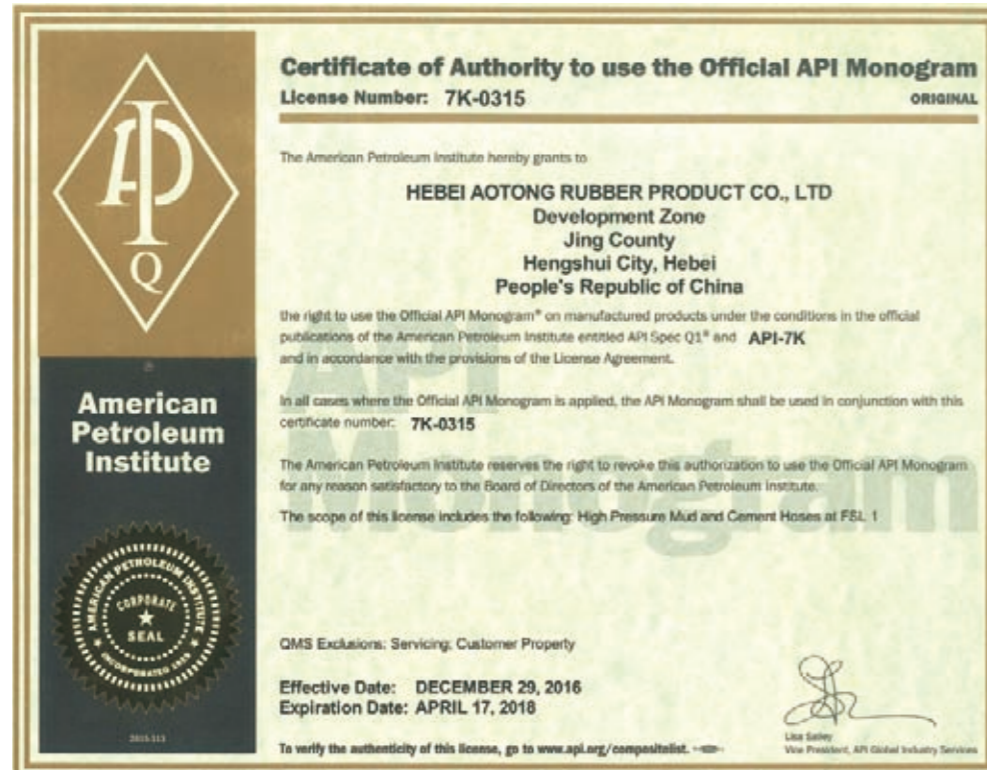 Certificate of Authority to use the Official API Monogram
License Number: 7K-0315
ORIGINAL
The American Petroleum Institute hereby grants to
HEBEI AOTONG RUBBER PRODUCT CO., LTD
Development Zone
Jing County
Hengshui City, Hebei
People's Republic of China
the right to use the Official API Monogram® on manufactured products under the conditions in the official
publications of the American Petroleum Institute entitled API Spec Q1® and API-7K
and in accordance with the provisions of the License Agreement.
In all cases where the Official API Monogram is applied, the API Monogram shall be used in conjunction with this
certificate number: 7K-0315
The American Petroleum Institute reserves the right to revoke this authorization to use the Official API Monogram
for any reason satisfactory to the Board of Directors of the American Petroleum Institute.
The scope of this license includes the following: High Pressure Mud and Cement Hoses at FSL 1
QMS Exclusions: Servicing; Customer Property
Effective Date: DECEMBER 29, 2016
Expiration Date: APRIL 17, 2018
To verify the authenticity of this license, go to www.api.org/compositelist.
Vice President, API Global Industry Services
API
Q
American
Petroleum
Institute
AMERICAN PETROLEUM INSTITUTE
CORPORATE
SEAL
INCORPORATED
API
Monogram